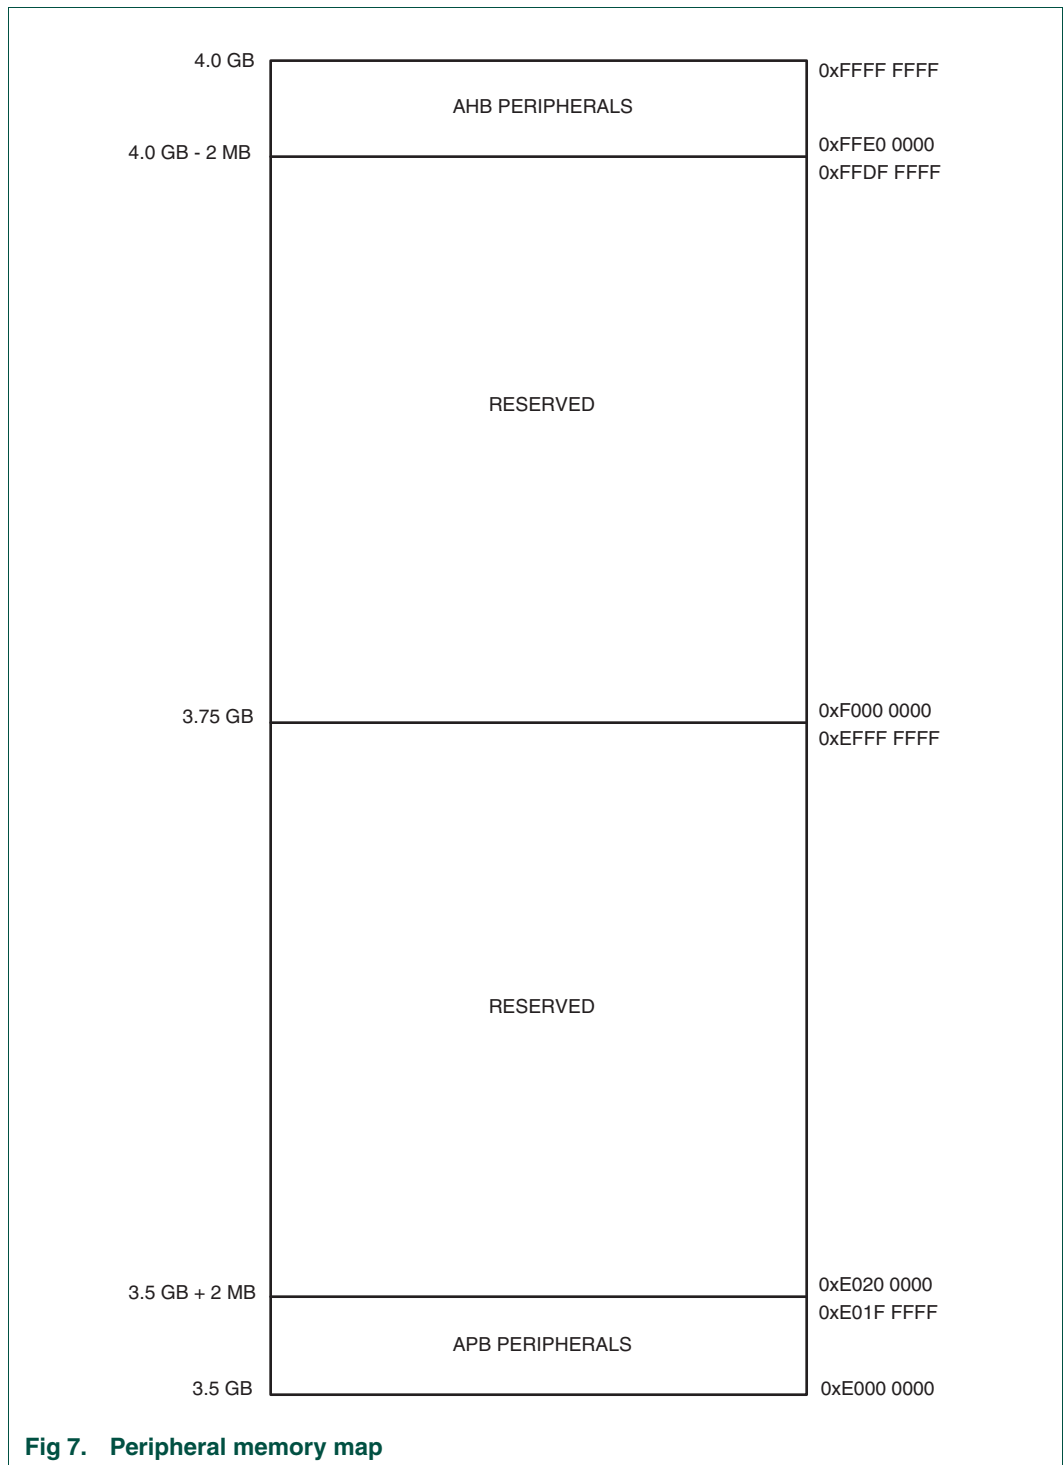 4.0 GB
0xFFFF FFFF
AHB PERIPHERALS
4.0 GB - 2 MB
0xFFE0 0000
0xFFDF FFFF
RESERVED
3.75 GB
0xF000 0000
0xEFFF FFFF
RESERVED
3.5 GB + 2 MB
0xE020 0000
0xE01F FFFF
APB PERIPHERALS
3.5 GB
0xE000 0000
Fig 7. Peripheral memory map